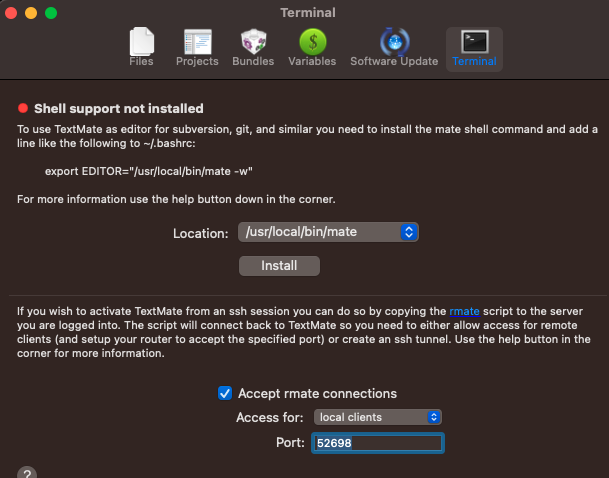 Terminal
Files Projects Bundles Variables Software Update Terminal
Shell support not installed
To use TextMate as editor for subversion, git, and similar you need to install the mate shell command and add a
line like the following to ~/.bashrc:
export EDITOR="/usr/local/bin/mate -w"
For more information use the help button down in the corner.
Location: /usr/local/bin/mate
Install
If you wish to activate TextMate from an ssh session you can do so by copying the rmate script to the server
you are logged into. The script will connect back to TextMate so you need to either allow access for remote
clients (and setup your router to accept the specified port) or create an ssh tunnel. Use the help button in the
corner for more information.
Accept rmate connections
Access for: local clients
Port: 52698
?